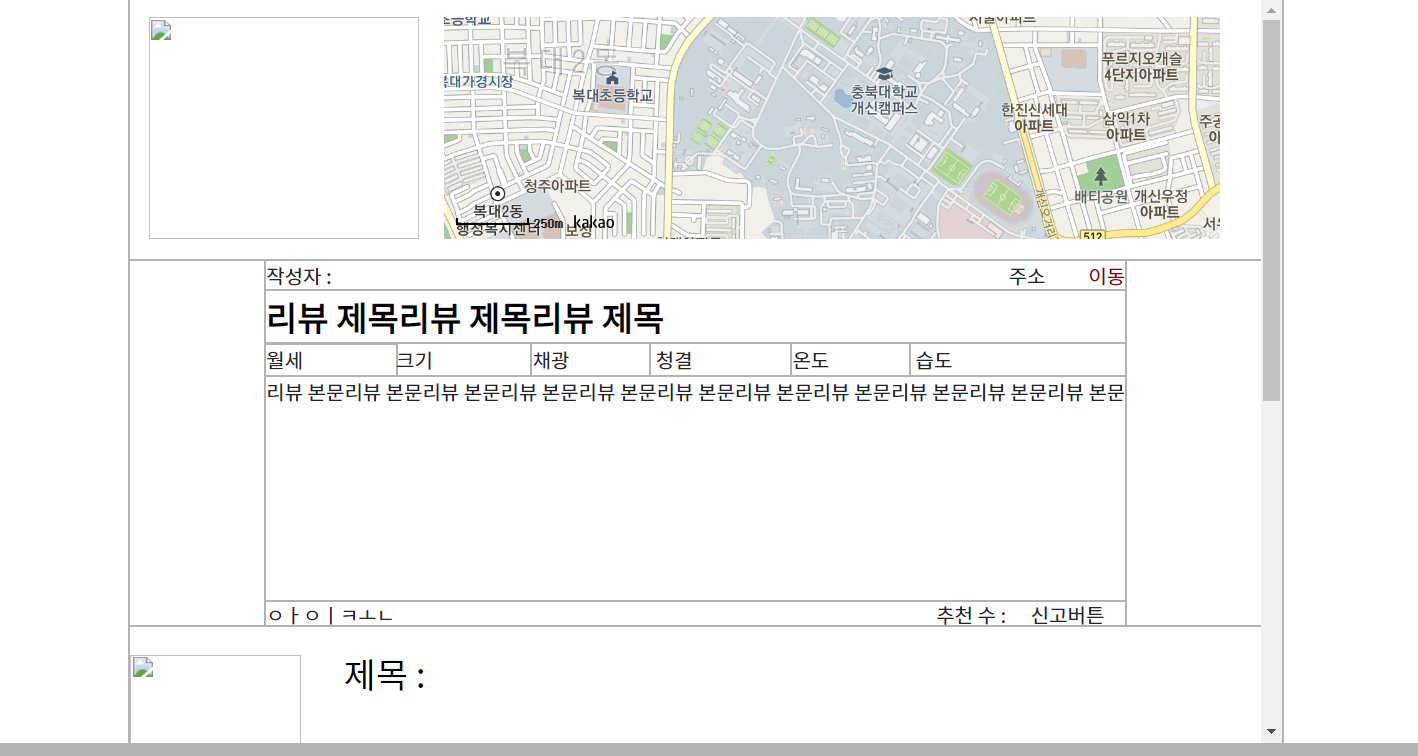 복대2동
푸르지오캐슬
4단지아파트
복대가경시장
복대초등학교
충북대학교
개신캠퍼스
한진신세대
아파트
삼익1차
아파트
청주아파트
배티공원
개신우정
아파트
복대2동
행정복지센터
250m
kakao
개신오거리
512
작성자 :
주소
이동
리뷰 제목리뷰 제목리뷰 제목
월세
크기
채광
청결
온도
습도
리뷰 본문리뷰 본문리뷰 본문리뷰 본문리뷰 본문리뷰 본문리뷰 본문리뷰 본문리뷰 본문리뷰 본문리뷰 본문
ㅇㅏㅇㅣㅋㅗㄴ
추천 수 :
신고버튼
제목 :